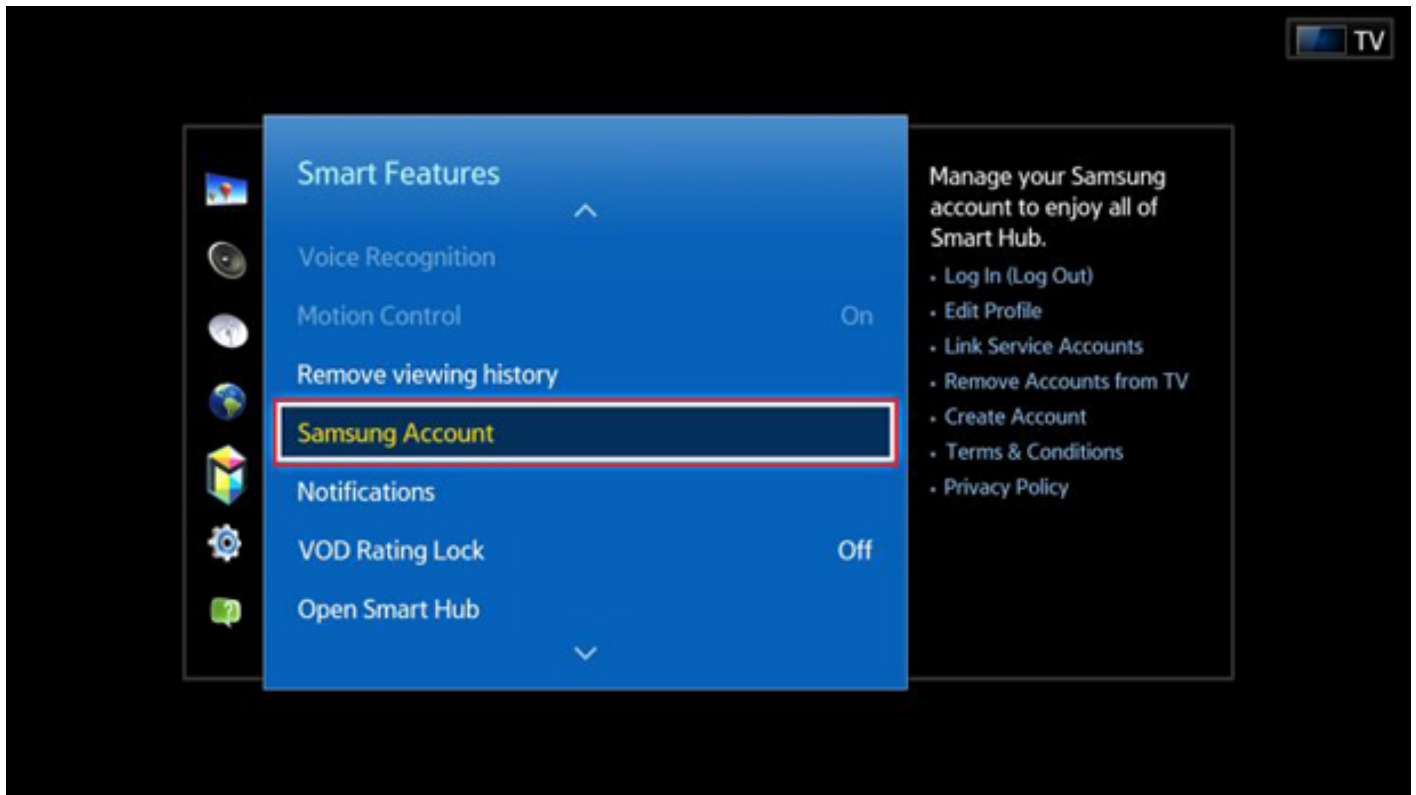 TV
Smart Features
Voice Recognition
Motion Control On
Remove viewing history
Samsung Account
Notifications
VOD Rating Lock Off
Open Smart Hub
Manage your Samsung
account to enjoy all of
Smart Hub.
• Log In (Log Out)
• Edit Profile
• Link Service Accounts
• Remove Accounts from TV
• Create Account
• Terms & Conditions
• Privacy Policy
?